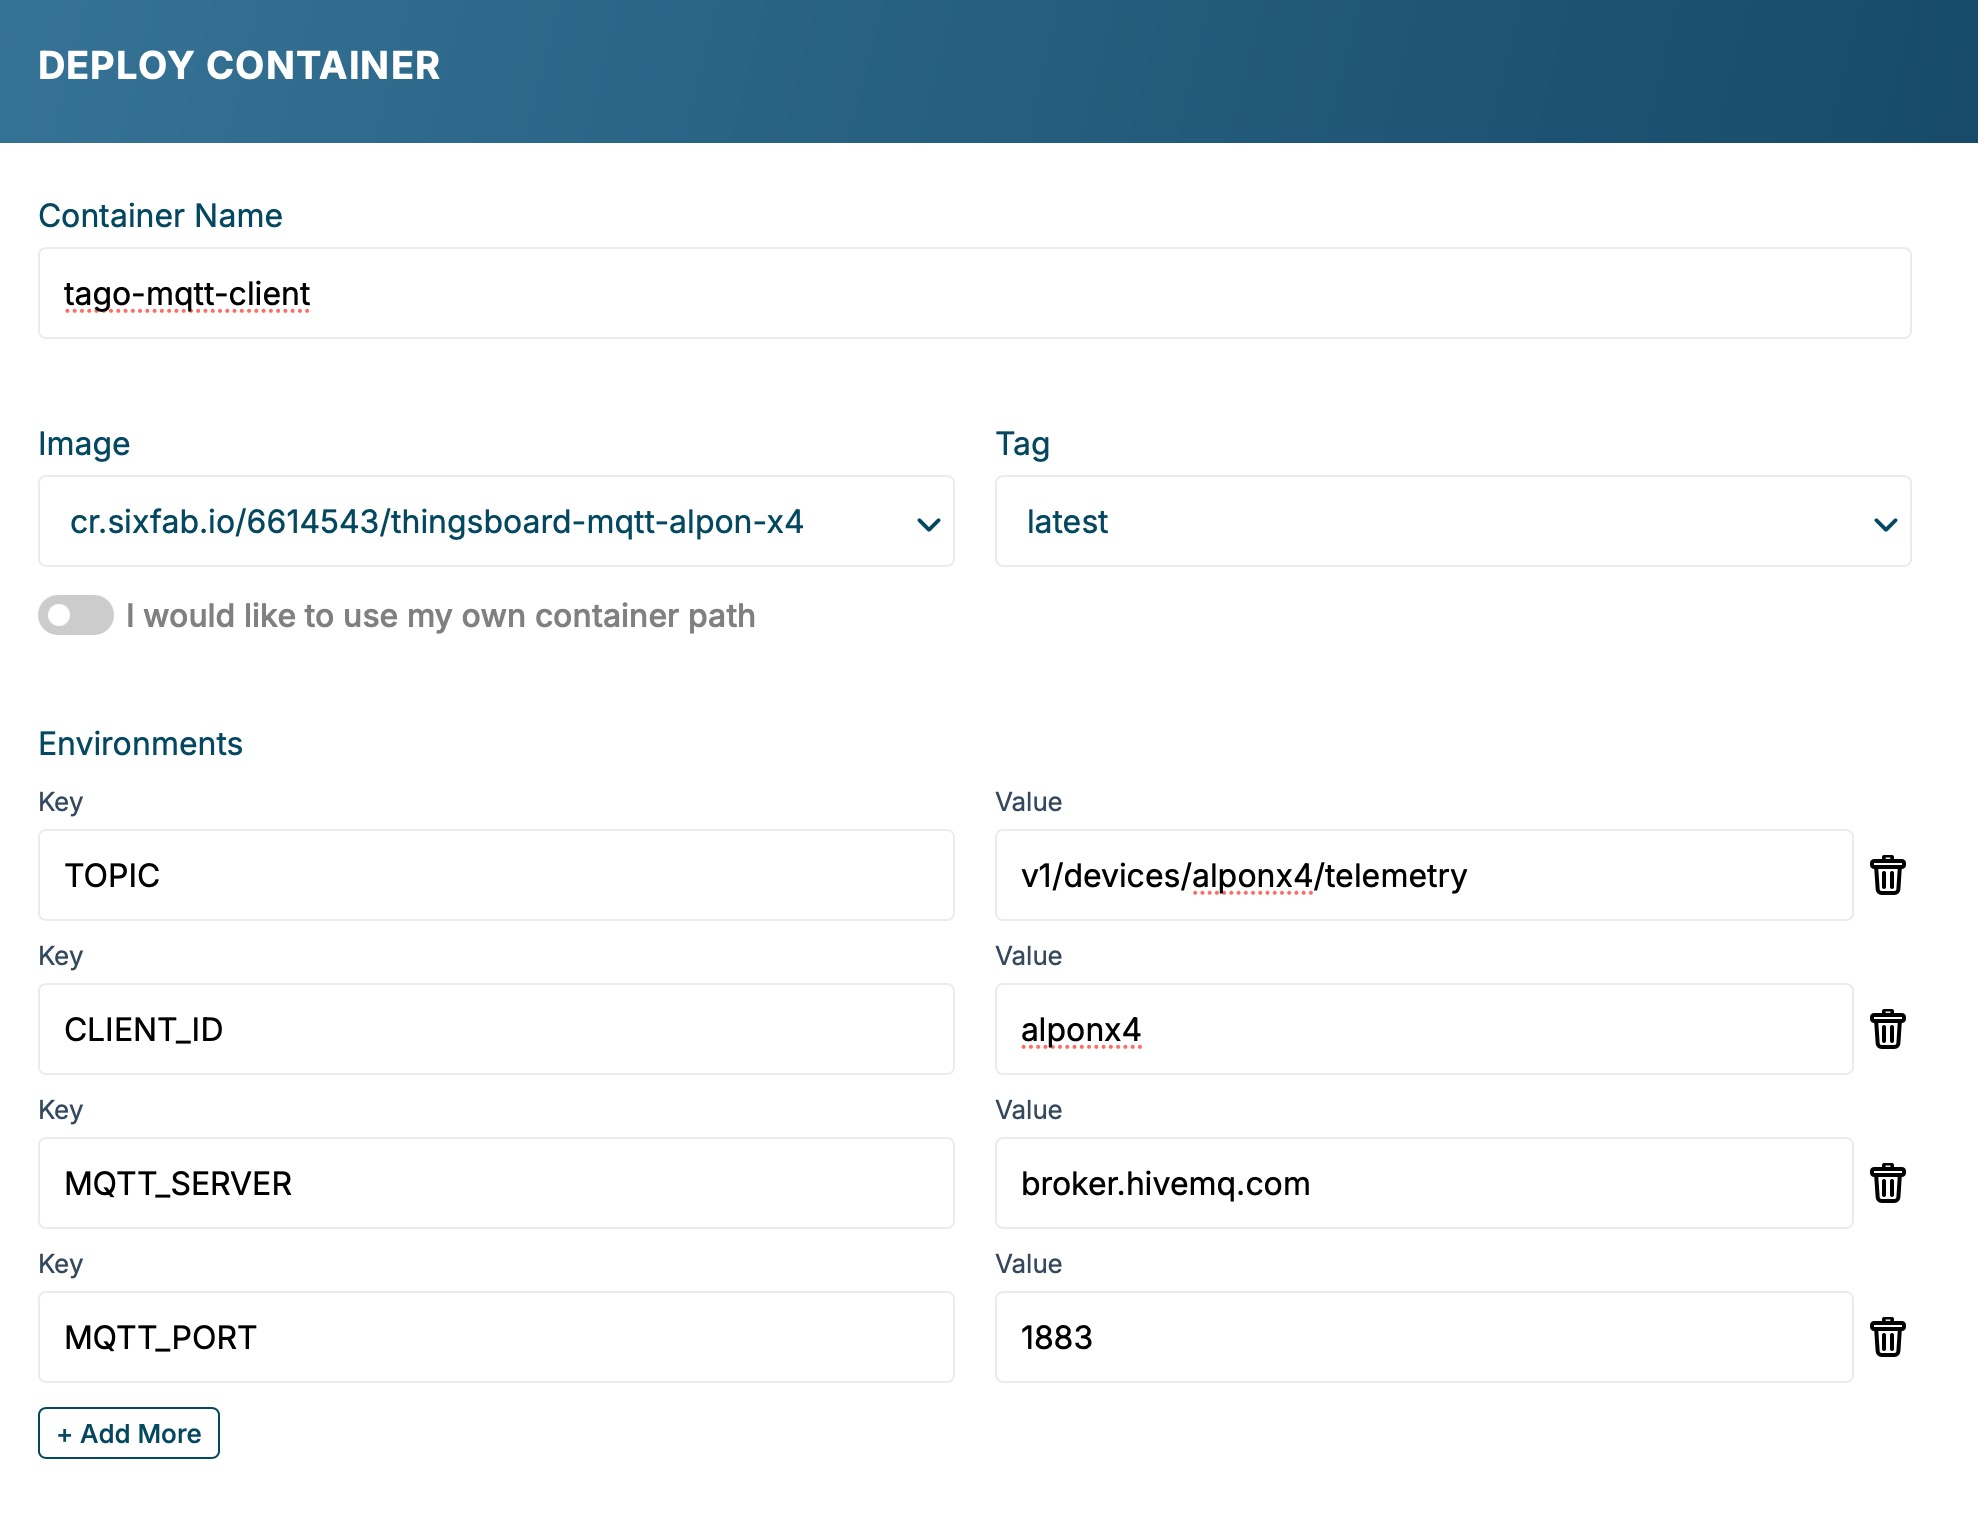 DEPLOY CONTAINER
Container Name
tago-mqtt-client
Image
Tag
cr.sixfab.io/6614543/thingsboard-mqtt-alpon-x4
latest
I would like to use my own container path
Environments
Key
Value
TOPIC
v1/devices/alponx4/telemetry
Key
Value
CLIENT_ID
alponx4
Key
Value
MQTT_SERVER
broker.hivemq.com
Key
Value
MQTT_PORT
1883
+ Add More